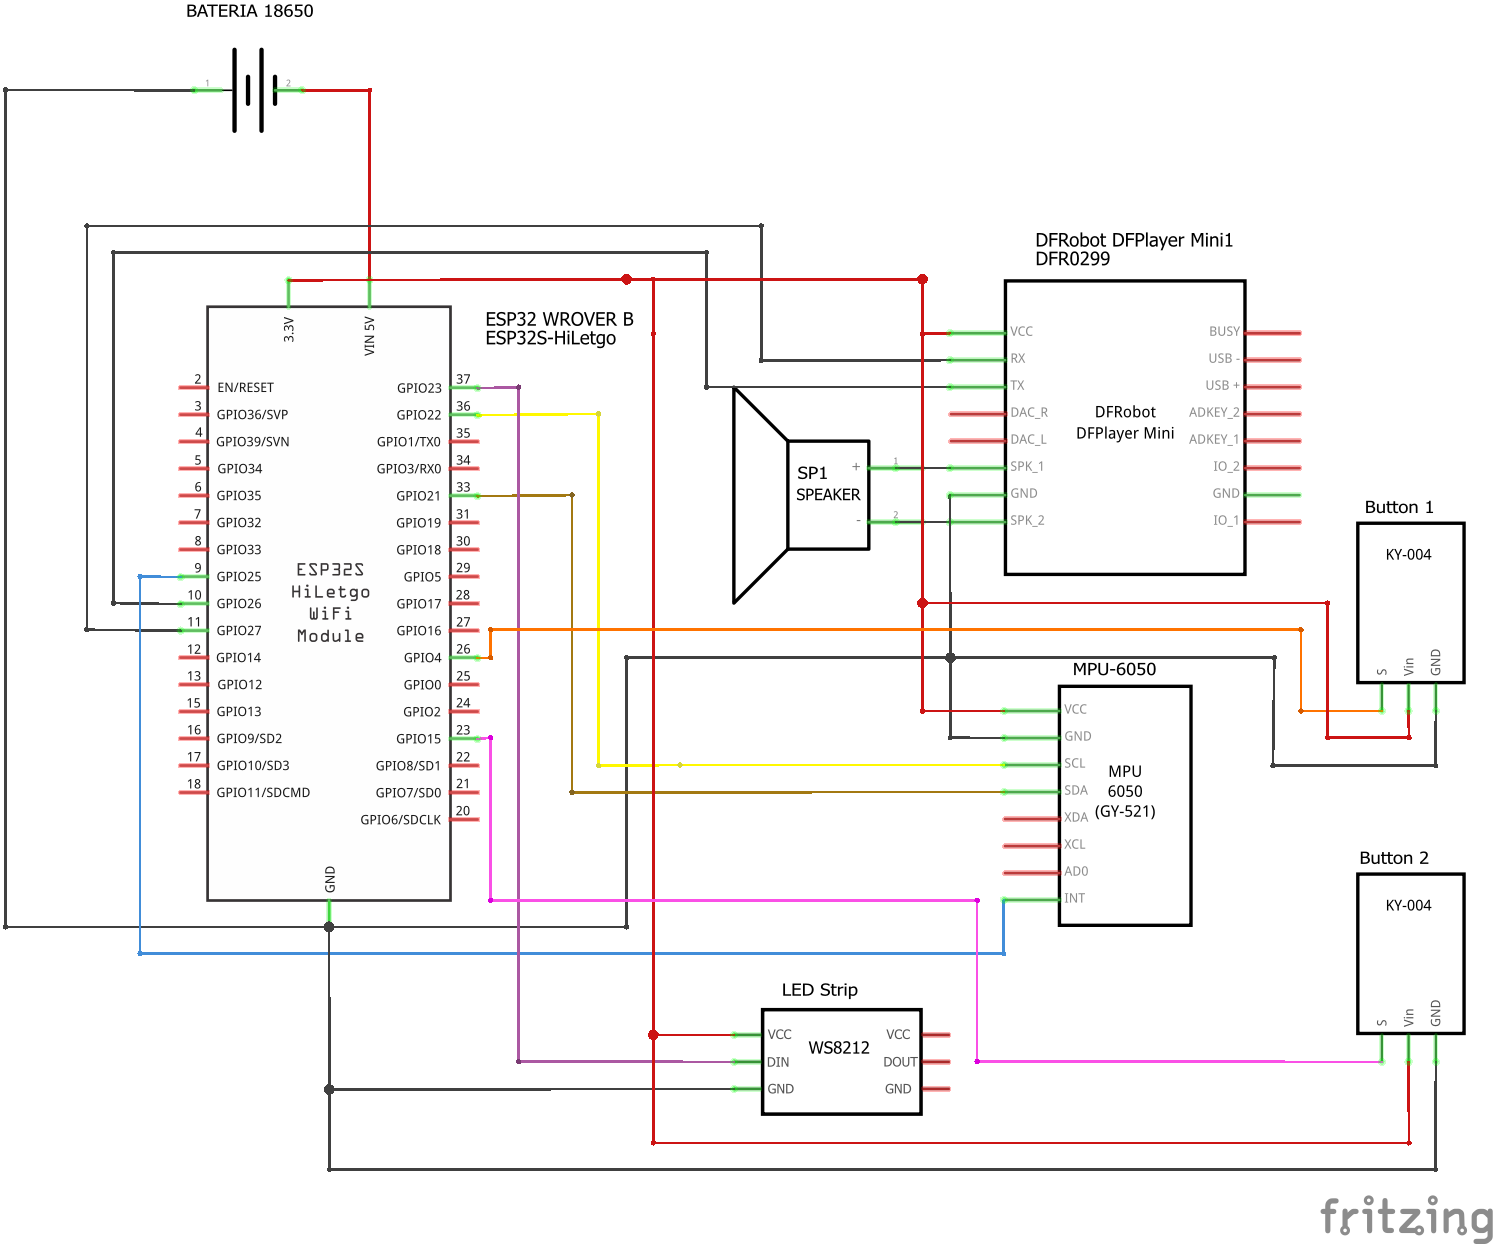 BATERIA 18650
1
2
DFRobot DFPlayer Mini1
DFR0299
ESP32 WROVER B
ESP32S-HiLetgo
3.3V
VIN 5V
2 EN/RESET
3 GPIO36/SVP
4 GPIO39/SVN
5 GPIO34
6 GPIO35
7 GPIO32
8 GPIO33
9 GPIO25
10 GPIO26
11 GPIO27
12 GPIO14
13 GPIO12
15 GPIO13
16 GPIO9/SD2
17 GPIO10/SD3
18 GPIO11/SDCMD
ESP32S
HiLetgo
WiFi
Module
GPIO23 37
GPIO22 36
GPIO1/TX0 35
GPIO3/RX0 34
GPIO21 33
GPIO19 31
GPIO18 30
GPIO5 29
GPIO17 28
GPIO16 27
GPIO4 26
GPIO0 25
GPIO2 24
GPIO15 23
GPIO8/SD1 22
GPIO7/SD0 21
GPIO6/SDCLK 20
GND
VCC
RX
TX
DAC_R
DAC_L
SPK_1
GND
SPK_2
DFRobot
DFPlayer Mini
BUSY
USB -
USB +
ADKEY_2
ADKEY_1
IO_2
GND
IO_1
SP1
SPEAKER
+
-
1
2
Button 1
KY-004
S
Vin
GND
MPU-6050
VCC
GND
SCL
SDA
XDA
XCL
AD0
INT
MPU
6050
(GY-521)
Button 2
KY-004
S
Vin
GND
LED Strip
VCC
DIN
GND
WS8212
VCC
DOUT
GND
fritzing